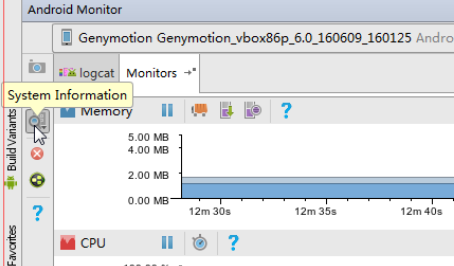 Android Monitor
Genymotion Genymotion_vbox86p_6.0_160609_160125 Andro
logcat Monitors
System Information
Memory
5.00 MB
4.00 MB
2.00 MB
0.00 MB
12m 30s 12m 35s 12m 40s
CPU
Build Variants
Favorites